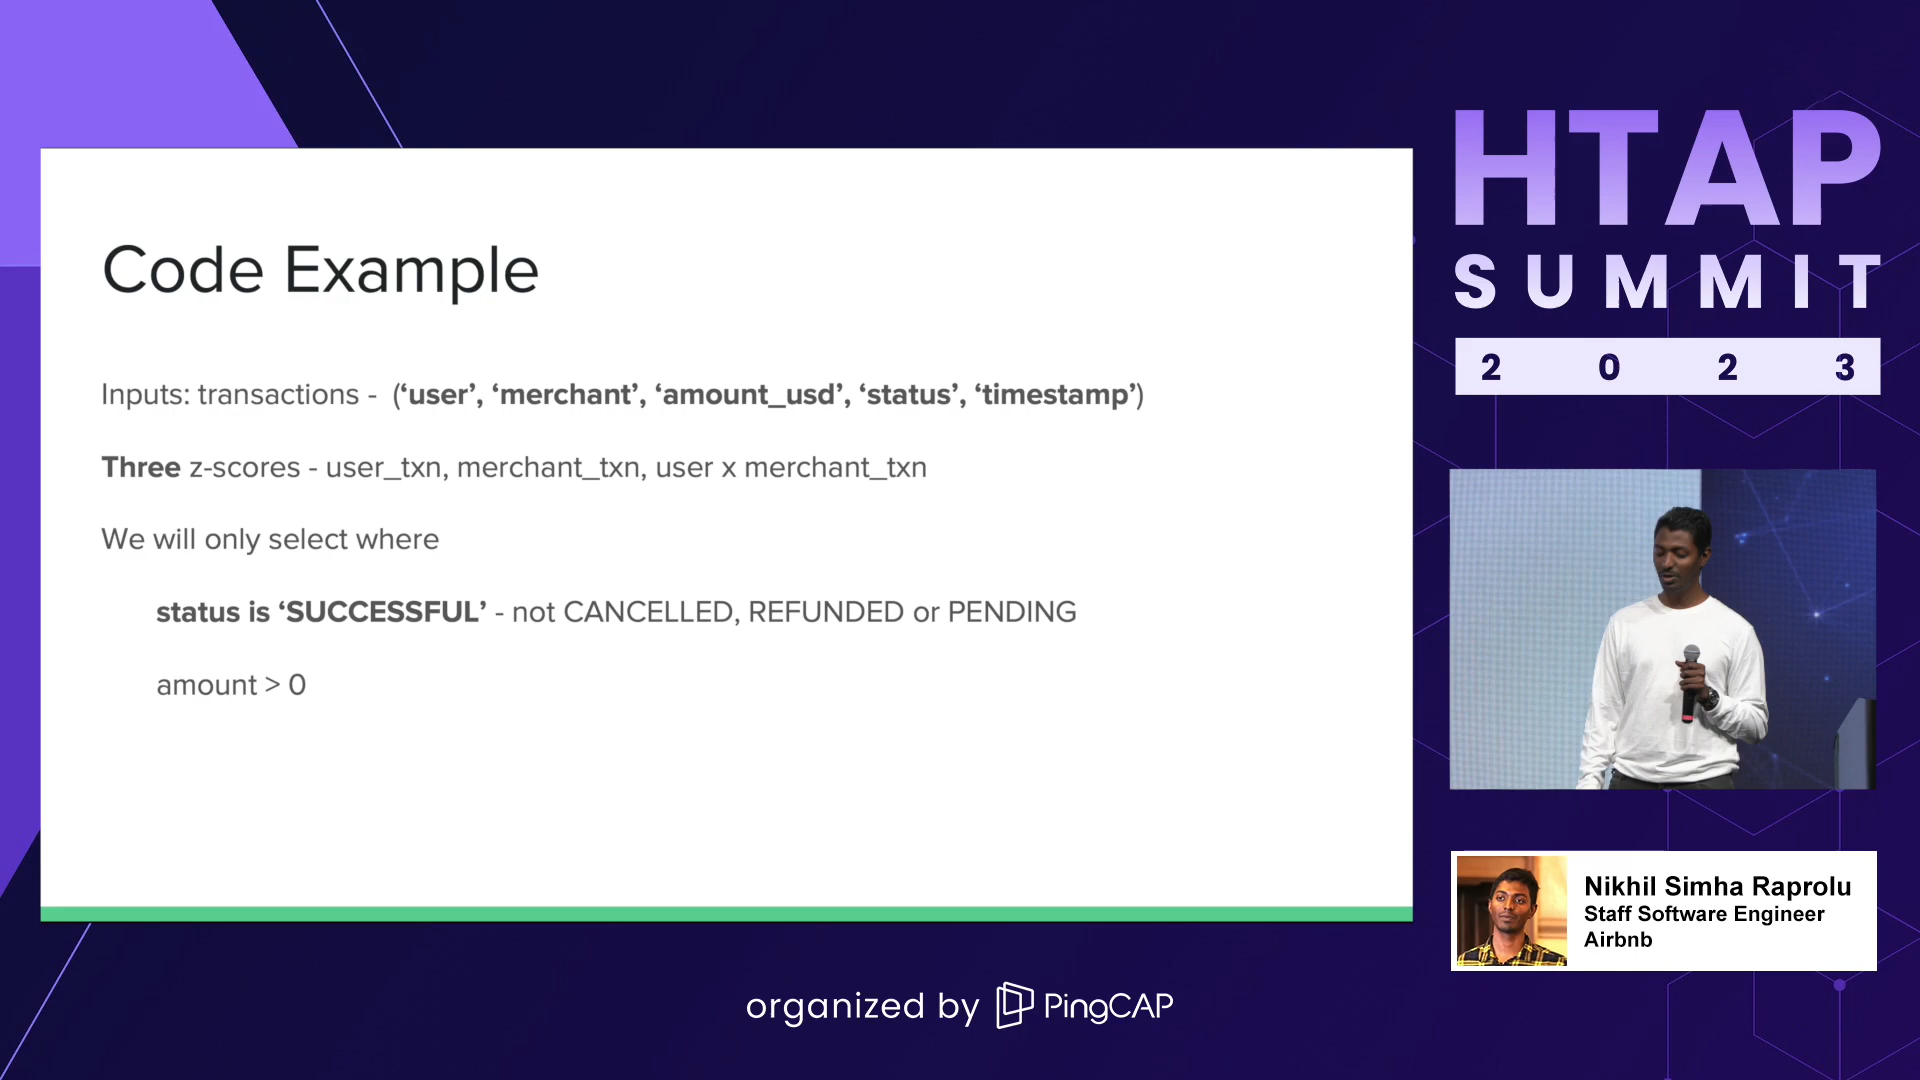 Code Example
Inputs: transactions - (‘user’, ‘merchant’, ‘amount_usd’, ‘status’, ‘timestamp’)
Three z-scores - user_txn, merchant_txn, user x merchant_txn
We will only select where
status is ‘SUCCESSFUL’ - not CANCELLED, REFUNDED or PENDING
amount > 0
HTAP
SUMMIT
2023
Nikhil Simha Raprolu
Staff Software Engineer
Airbnb
organized by PingCAP